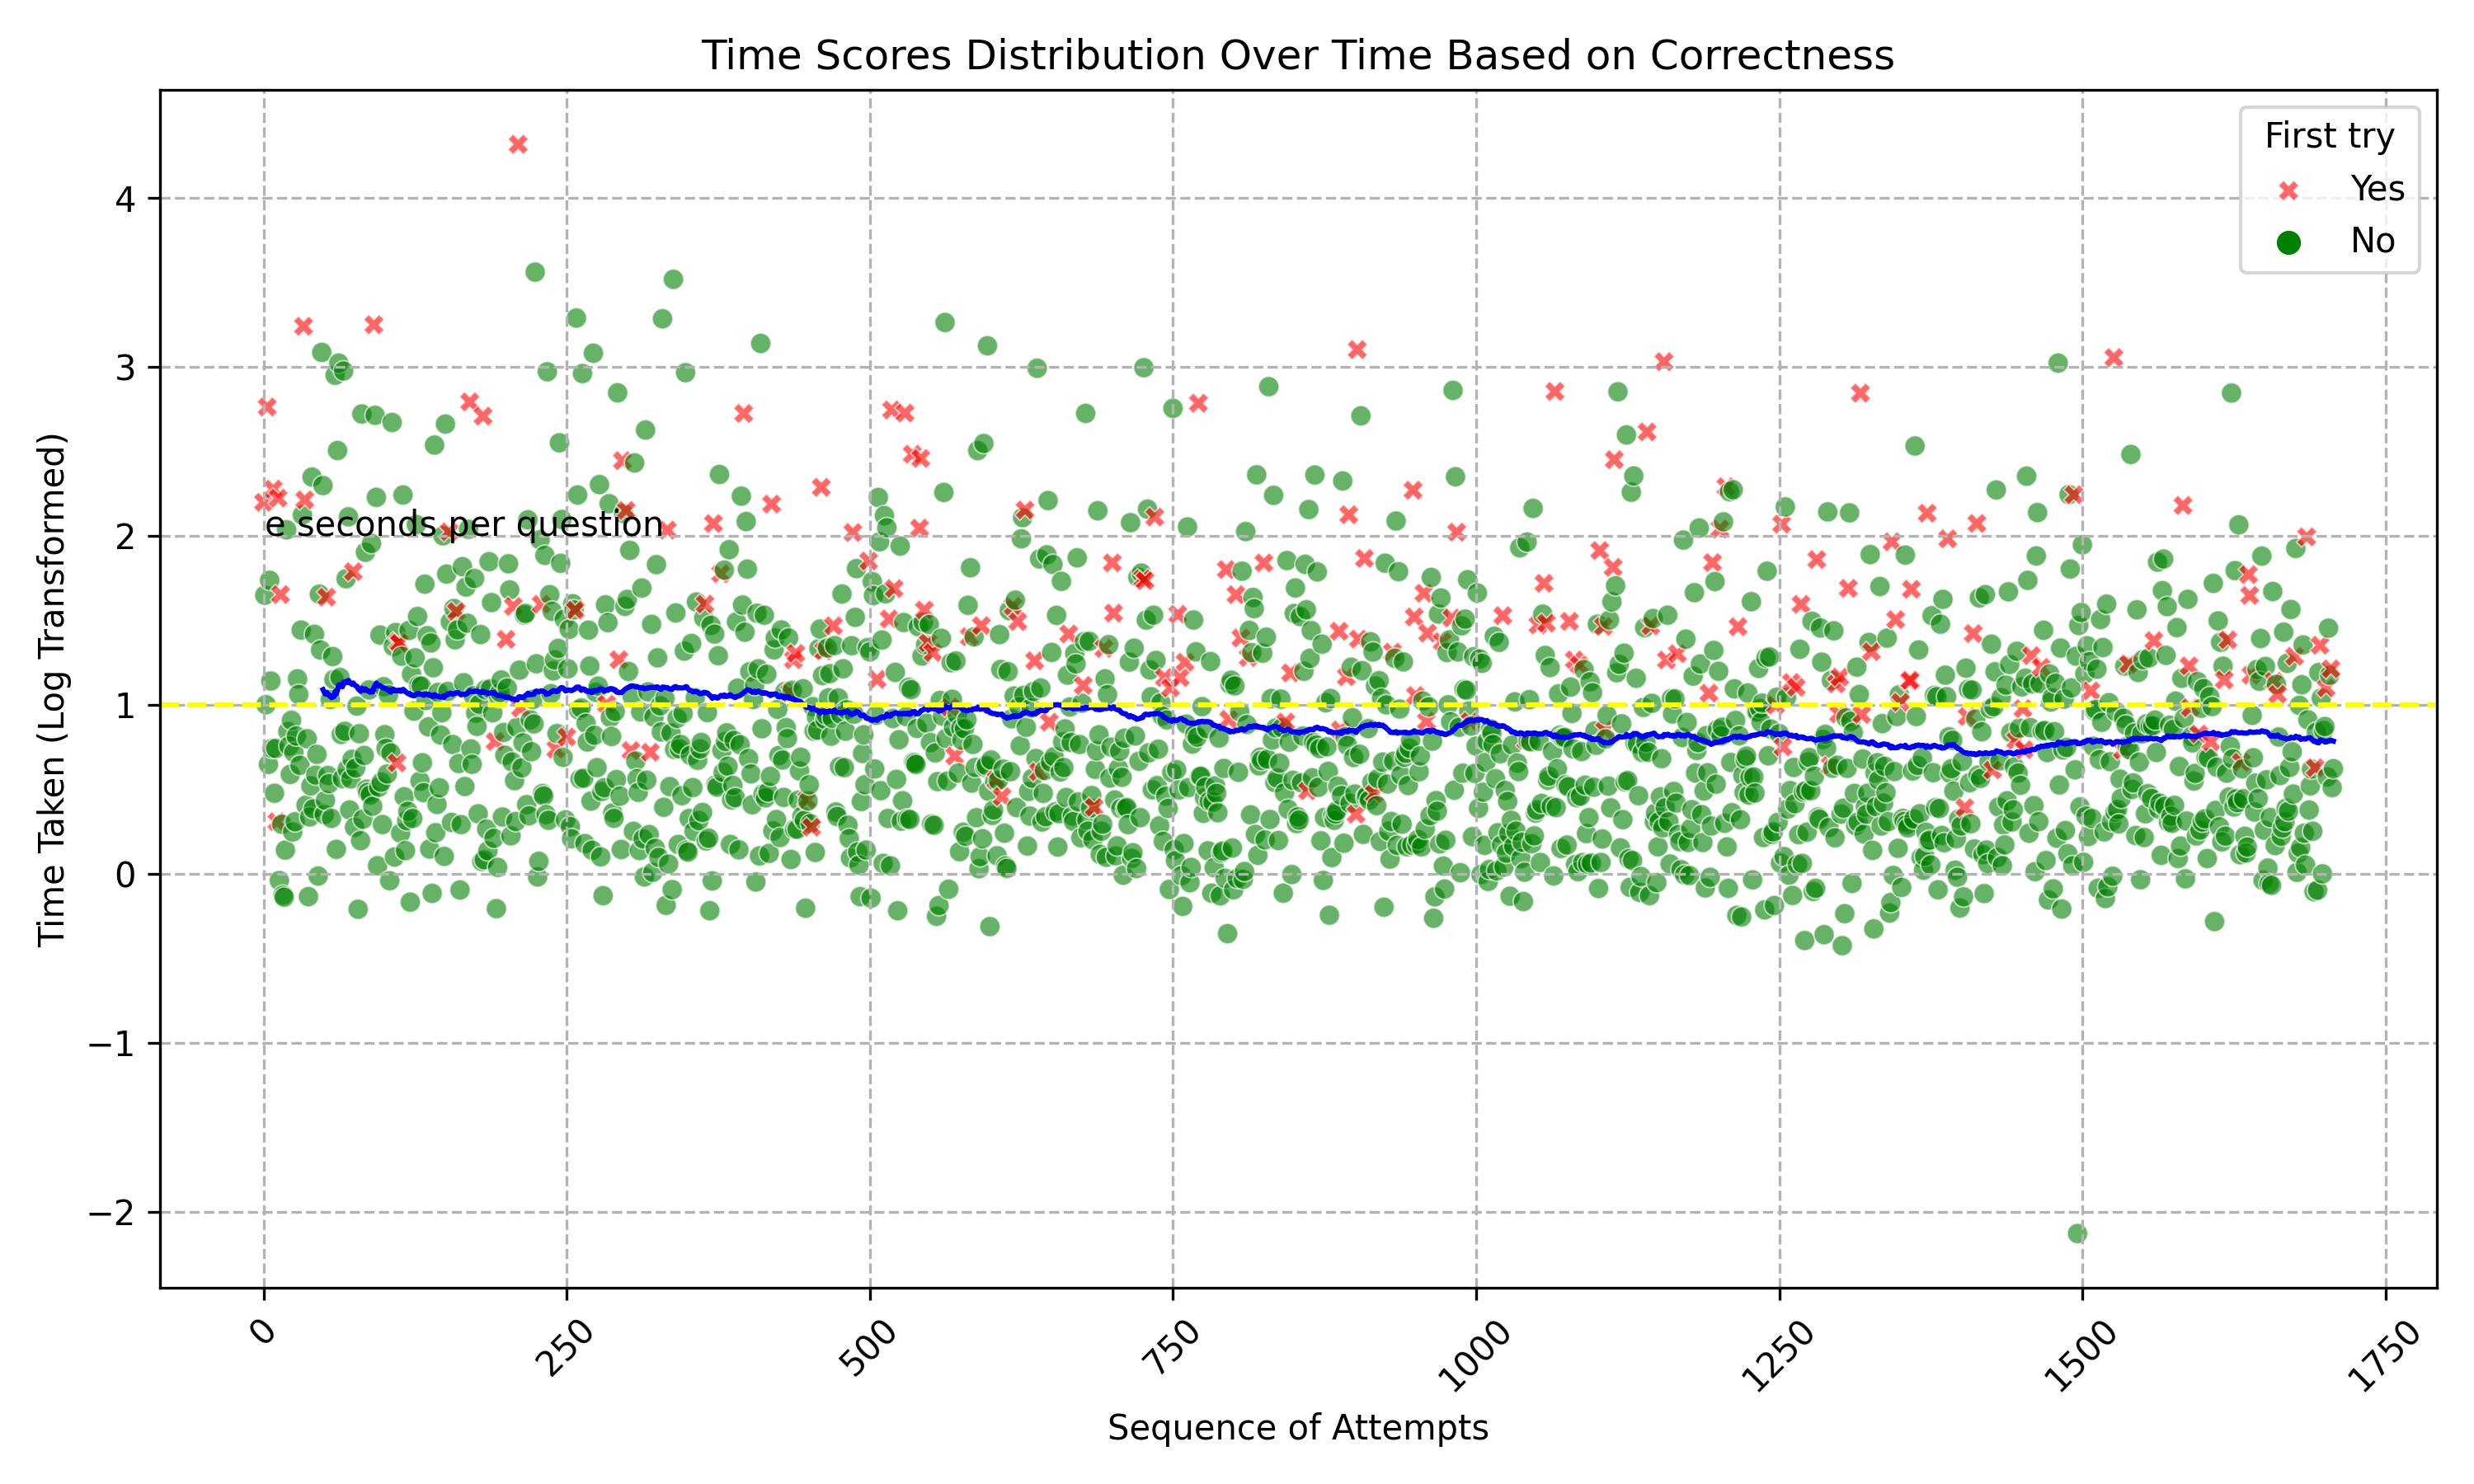 Time Scores Distribution Over Time Based on Correctness
First try
Yes
No
4
3
2
1
0
−1
−2
e seconds per question
Time Taken (Log Transformed)
0
250
500
750
1000
1250
1500
1750
Sequence of Attempts